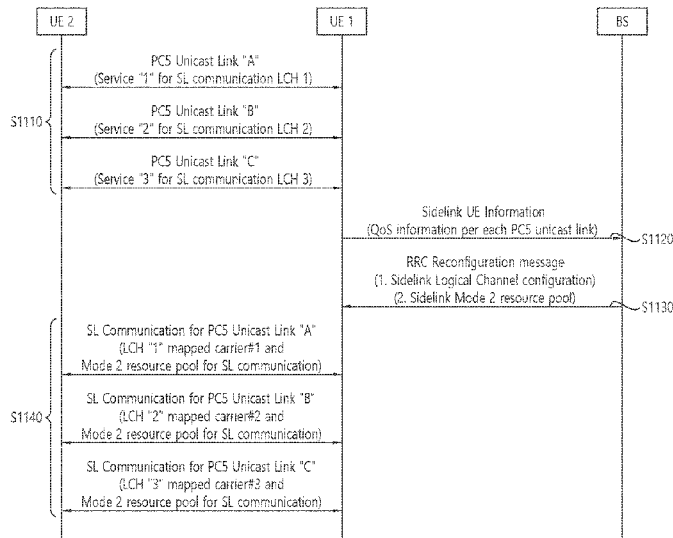 UE 2
UE 1
BS
PC5 Unicast Link "A"
(Service "1" for SL communication LCH 1)
PC5 Unicast Link "B"
(Service "2" for SL communication LCH 2)
S1110
PC5 Unicast Link "C"
(Service "3" for SL communication LCH 3)
Sidelink UE Information
(QoS information per each PC5 unicast link)
S1120
RRC Reconfiguration message
(1. Sidelink Logical Channel configuration)
(2. Sidelink Mode 2 resource pool)
S1130
SL Communication for PC5 Unicast Link "A"
(LCH "1" mapped carrier#1 and
Mode 2 resource pool for SL communication)
SL Communication for PC5 Unicast Link "B"
(LCH "2" mapped carrier#2 and
Mode 2 resource pool for SL communication)
S1140
SL Communication for PC5 Unicast Link "C"
(LCH "3" mapped carrier#3 and
Mode 2 resource pool for SL communication)